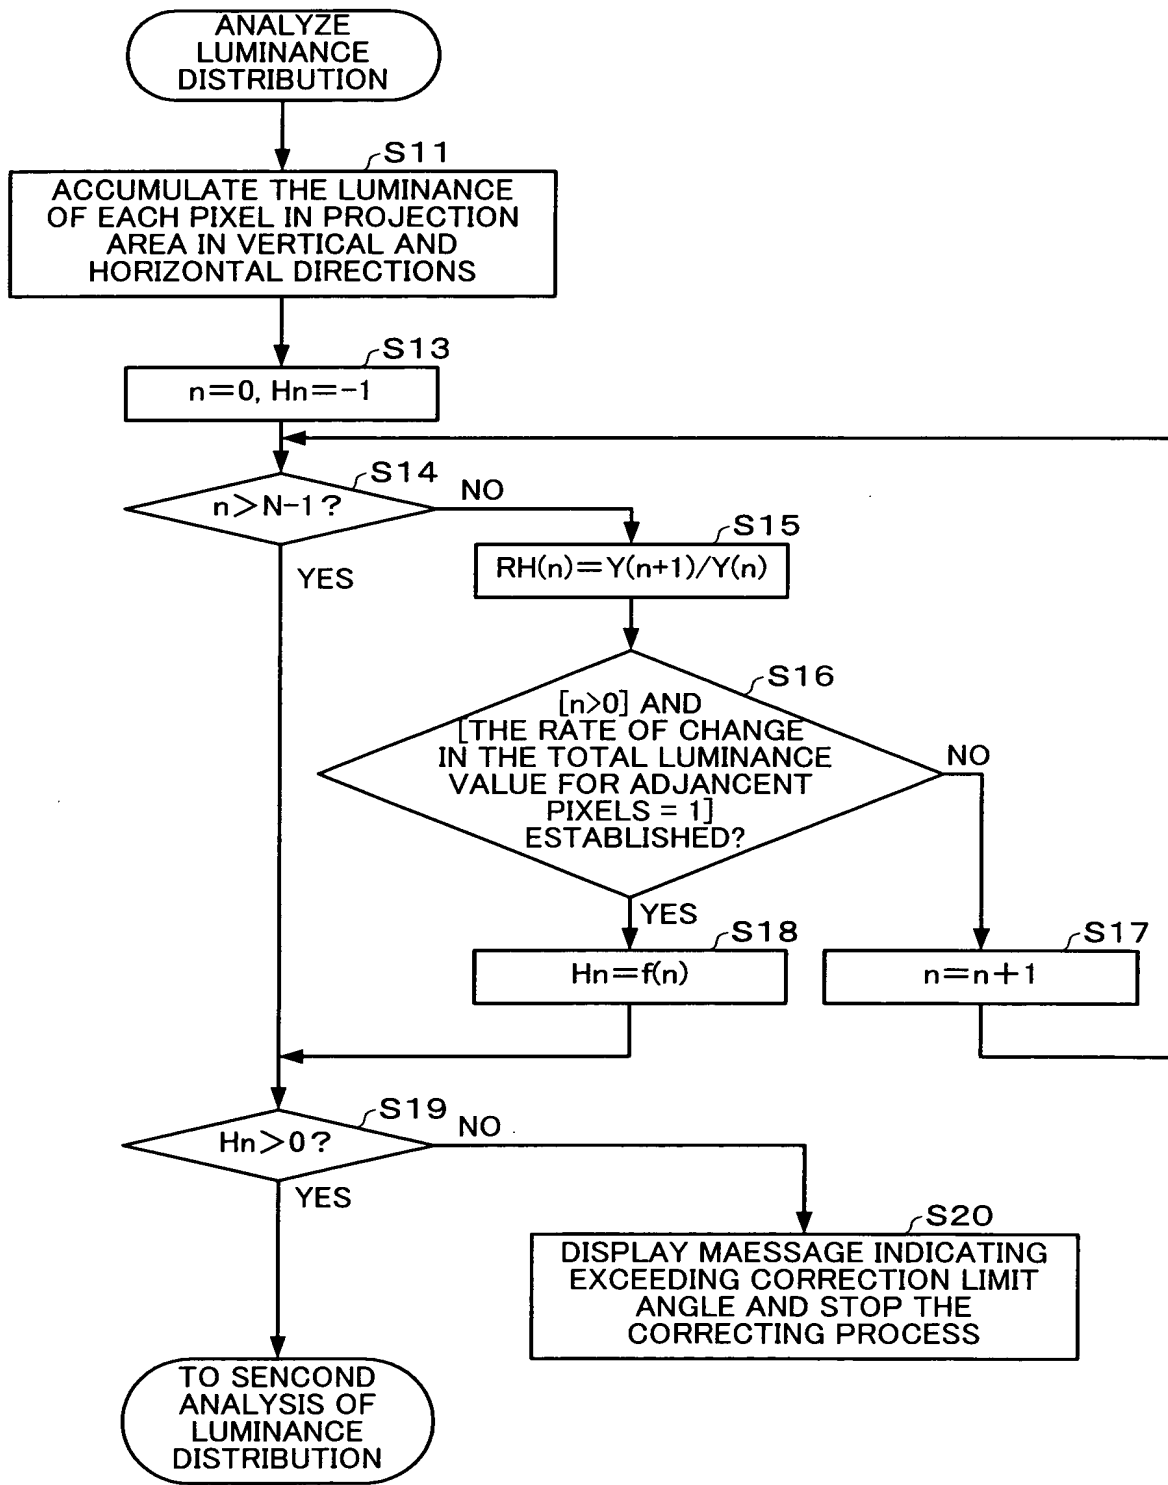 ANALYZE
LUMINANCE
DISTRIBUTION
S11
ACCUMULATE THE LUMINANCE
OF EACH PIXEL IN PROJECTION
AREA IN VERTICAL AND
HORIZONTAL DIRECTIONS
S13
n=0, Hn=-1
S14
n>N-1?
NO
YES
S15
RH(n)=Y(n+1)/Y(n)
S16
[n>0] AND
[THE RATE OF CHANGE
IN THE TOTAL LUMINANCE
VALUE FOR ADJANCENT
PIXELS = 1]
ESTABLISHED?
NO
YES
S18
Hn=f(n)
S17
n=n+1
S19
Hn>0?
NO
YES
S20
DISPLAY MAESSAGE INDICATING
EXCEEDING CORRECTION LIMIT
ANGLE AND STOP THE
CORRECTING PROCESS
TO SENCOND
ANALYSIS OF
LUMINANCE
DISTRIBUTION